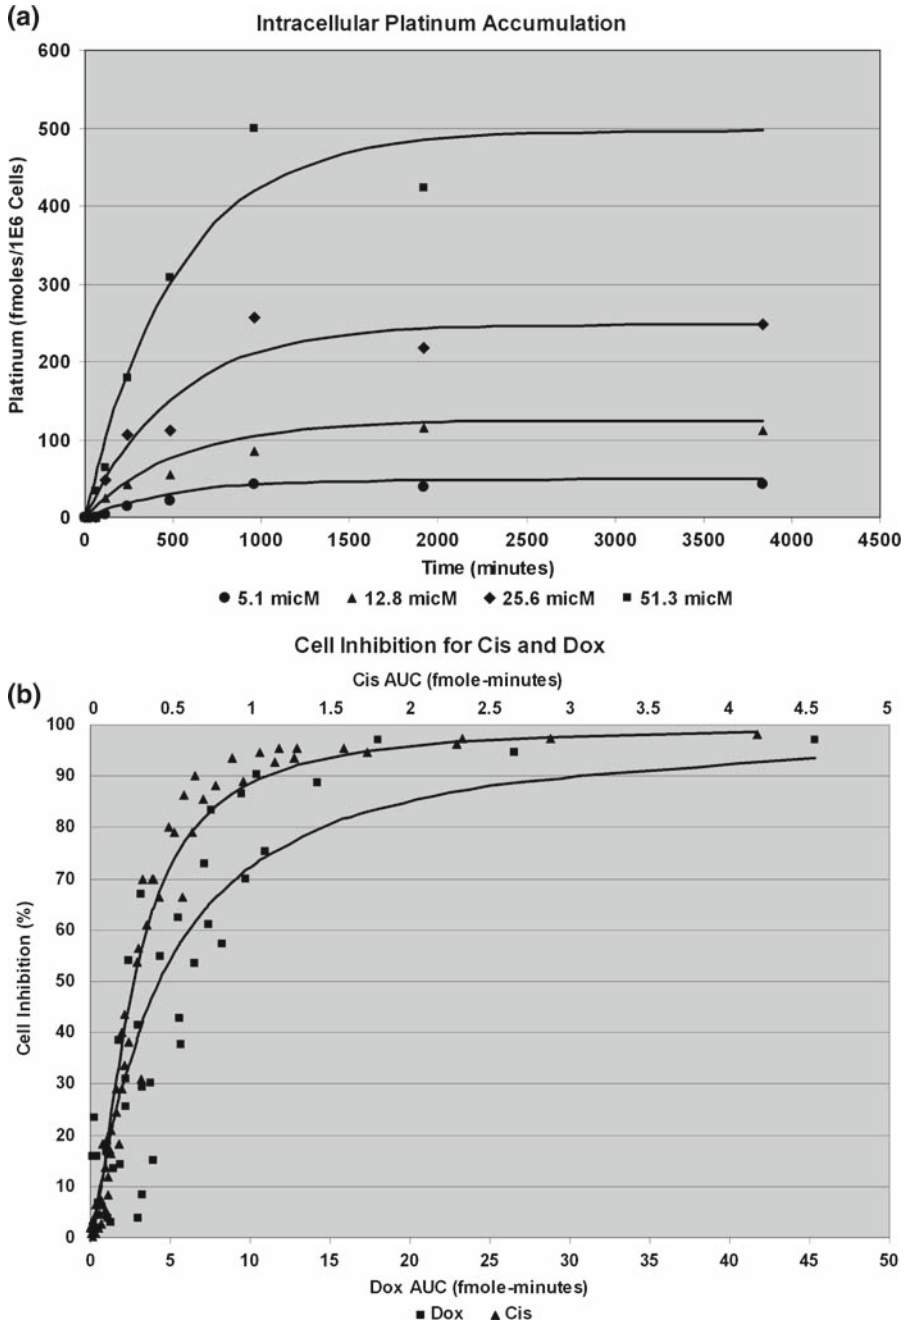 (a)
Intracellular Platinum Accumulation
600
500
400
300
200
100
0
Platinum (fmoles/1E6 Cells)
0 500 1000 1500 2000 2500 3000 3500 4000 4500
Time (minutes)
5.1 micM 12.8 micM 25.6 micM 51.3 micM
Cell Inhibition for Cis and Dox
(b)
Cis AUC (fmole-minutes)
0 0.5 1 1.5 2 2.5 3 3.5 4 4.5 5
100
90
80
70
60
50
40
30
20
10
0
Cell Inhibition (%)
0 5 10 15 20 25 30 35 40 45 50
Dox AUC (fmole-minutes)
Dox Cis